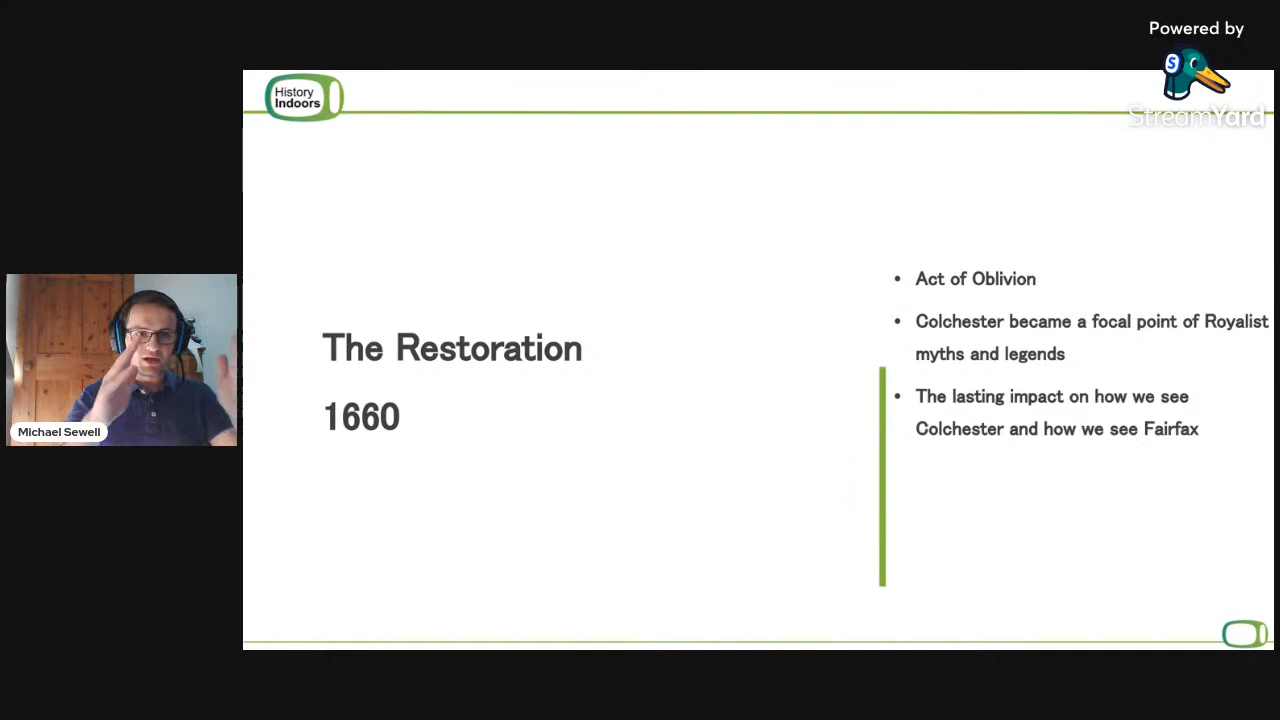 Powered by
S
StreamYard
History
Indoors
The Restoration
1660
• Act of Oblivion
• Colchester became a focal point of Royalist
myths and legends
• The lasting impact on how we see
Colchester and how we see Fairfax
Michael Sewell